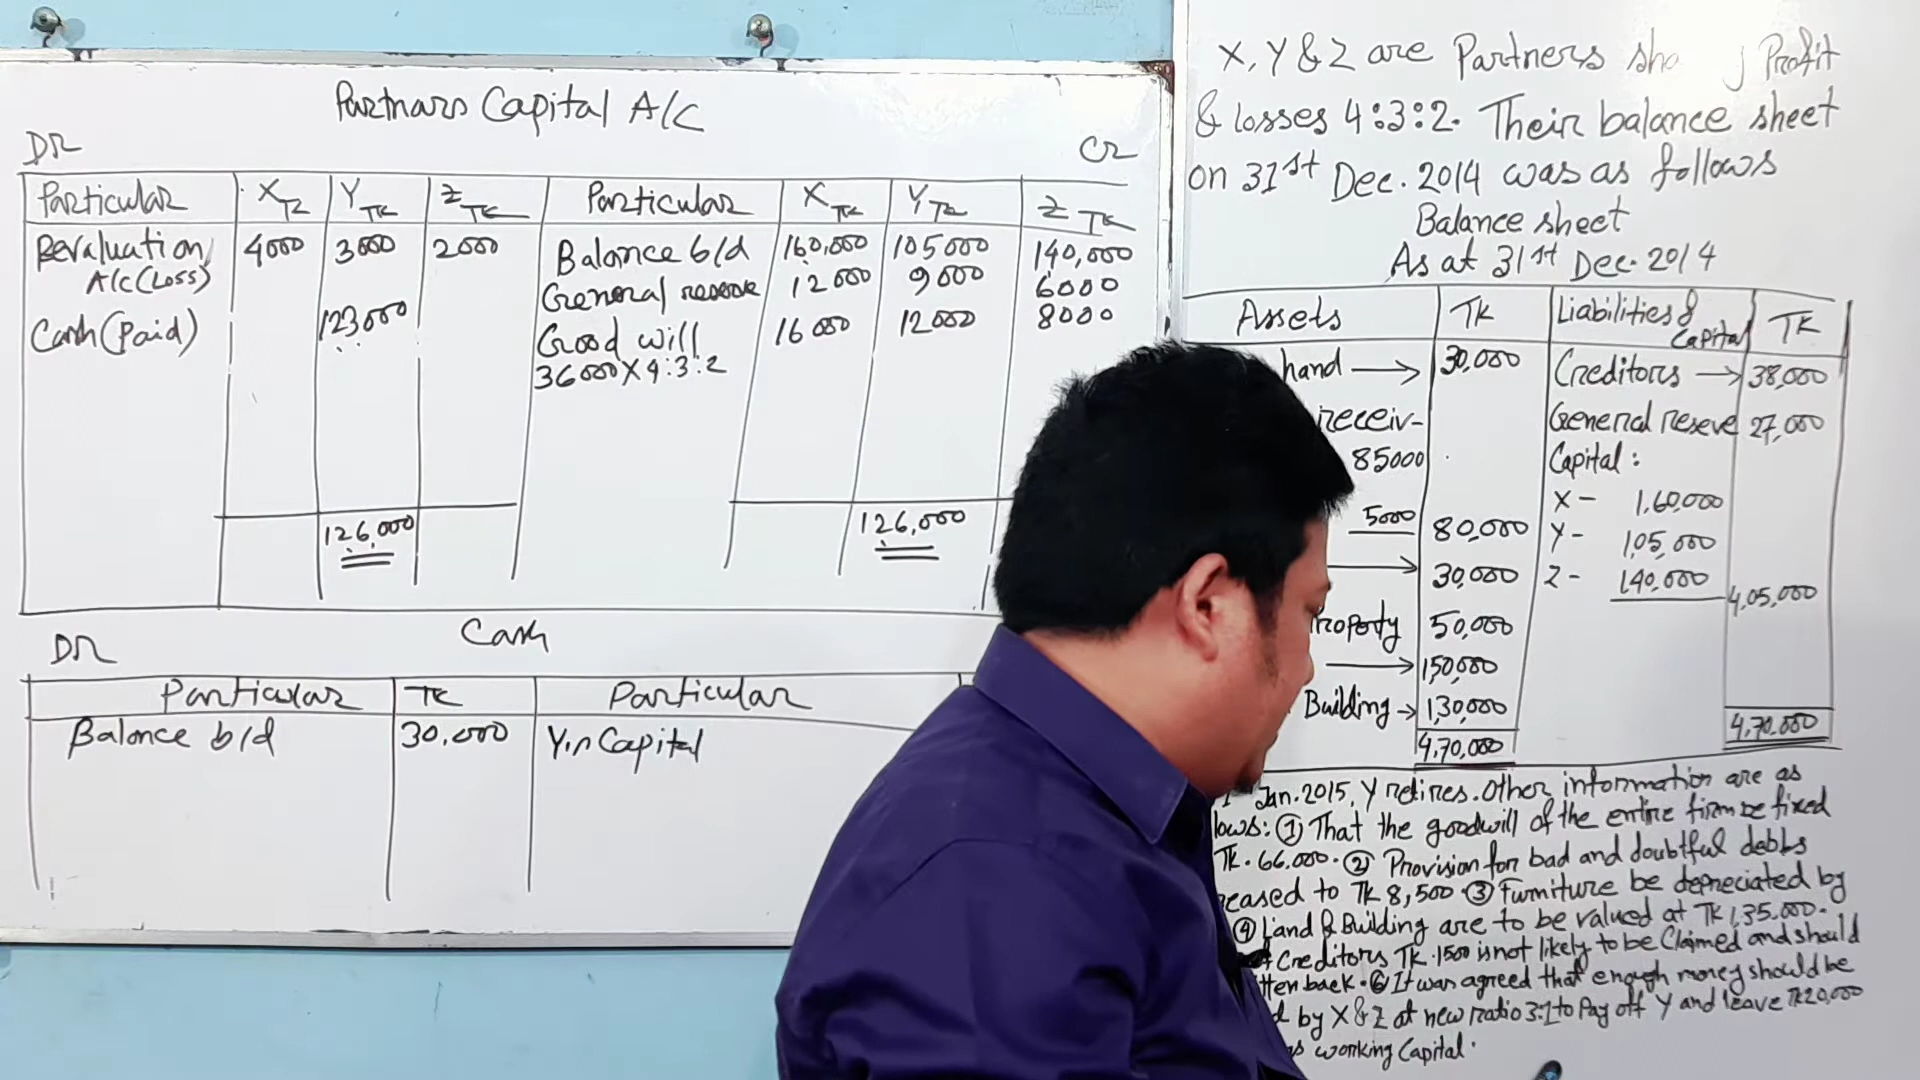 Partnars Capital A/C
DR
CR
Particular X TK Y TK Z TK Particular X TK Y TK Z TK
Revaluation 4000 3000 2000 Balance b/d 160,000 105000 140,000
A/C (Loss) General reserve 12000 9000 6000
Cash (Paid) 123000 Good will 16000 12000 8000
36000 X 4:3:2
126,000 126,000
Cash
DR
Particular TK Particular
Balance b/d 30,000 Y,s Capital
X, Y & Z are Partners Profit
& losses 4:3:2. Their balance sheet
on 31st Dec. 2014 was as follows
Balance sheet
As at 31st Dec. 2014
Assets TK Liabilities & Capital TK
hand → 30,000 Creditors → 38,000
receiv- General reseve 27,000
85000 Capital:
X - 1,60,000
5000 80,000 Y - 1,05,000
→ 30,000 Z - 140,000
4,05,000
Property 50,000
→ 150,000
Building → 1,30,000
4,70,000 4,70,000
Jan. 2015, Y retires. Other information are as
lows: ① That the goodwill of the entire firm be fixed
TK. 66,000. ② Provision for bad and doubtful debts
eased to TK 8,500 ③ Furniture be depreciated by
④ Land & Building are to be valued at TK 1,35,000.
Creditors TK. 1500 is not likely to be Claimed and should
tten back. ⑥ It was agreed that enough money should be
d by X & Z at new ratio 3:1 to Pay off Y and leave TK 20,000
as working Capital.